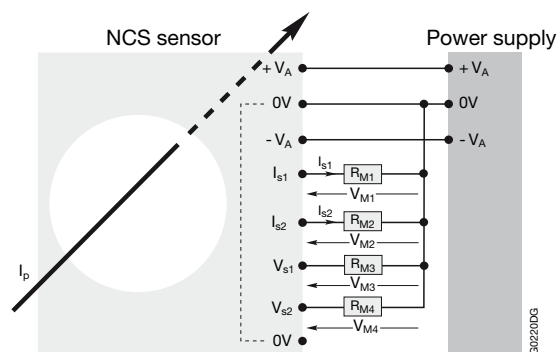 NCS sensor Power supply
+ VA + VA
0V 0V
- VA - VA
Is1 Is1 RM1
VM1
Is2 Is2 RM2
VM2
Ip
Vs1 RM3
VM3
Vs2 RM4
VM4
0V
G0220DG